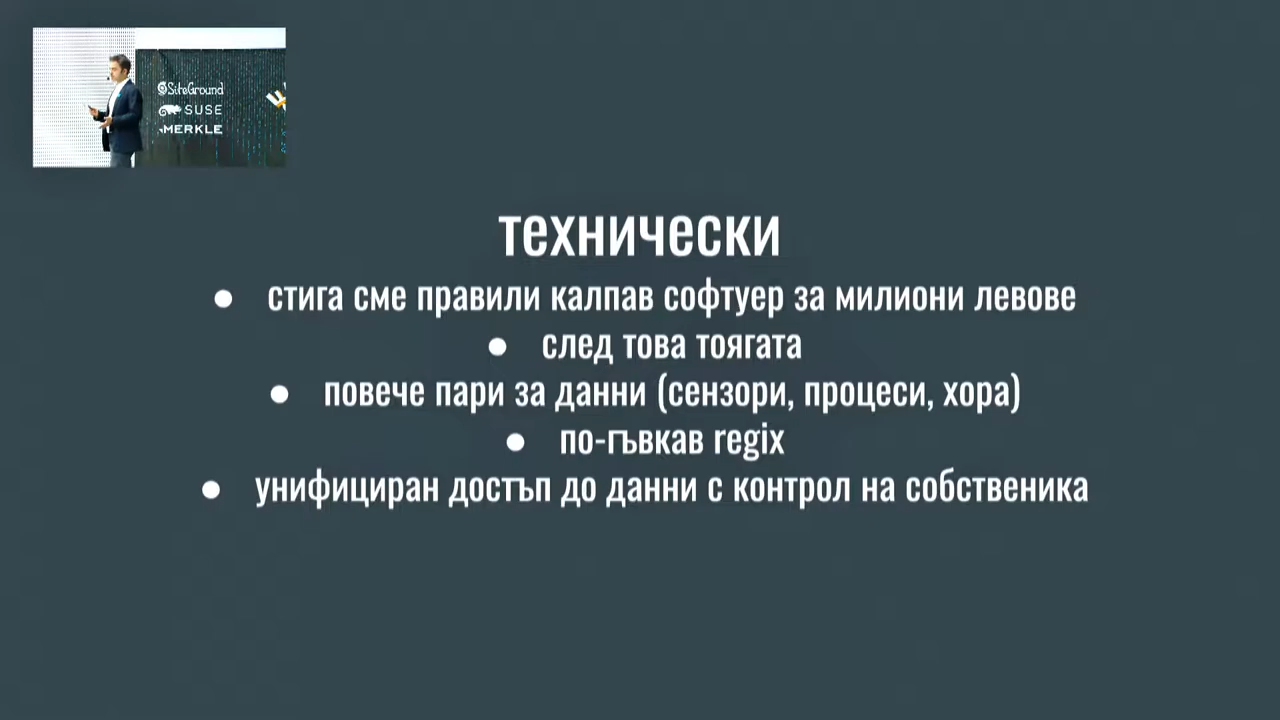 SiteGround
SUSE
MERKLE
технически
● стига сме правили калпав софтуер за милиони левове
● след това тоягата
● повече пари за данни (сензори, процеси, хора)
● по-гъвкав regix
● унифициран достъп до данни с контрол на собственика